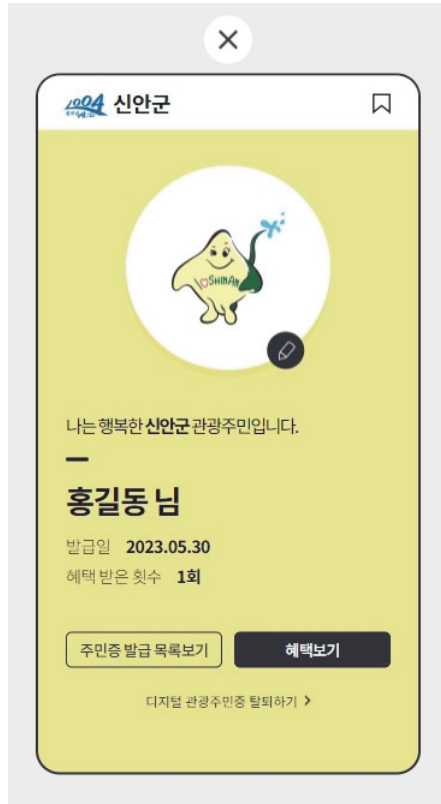 1004 신안군
SHINAN
나는 행복한 신안군 관광주민입니다.
홍길동 님
발급일 2023.05.30
혜택 받은 횟수 1회
주민증 발급 목록보기 혜택보기
디지털 관광주민증 탈퇴하기 >